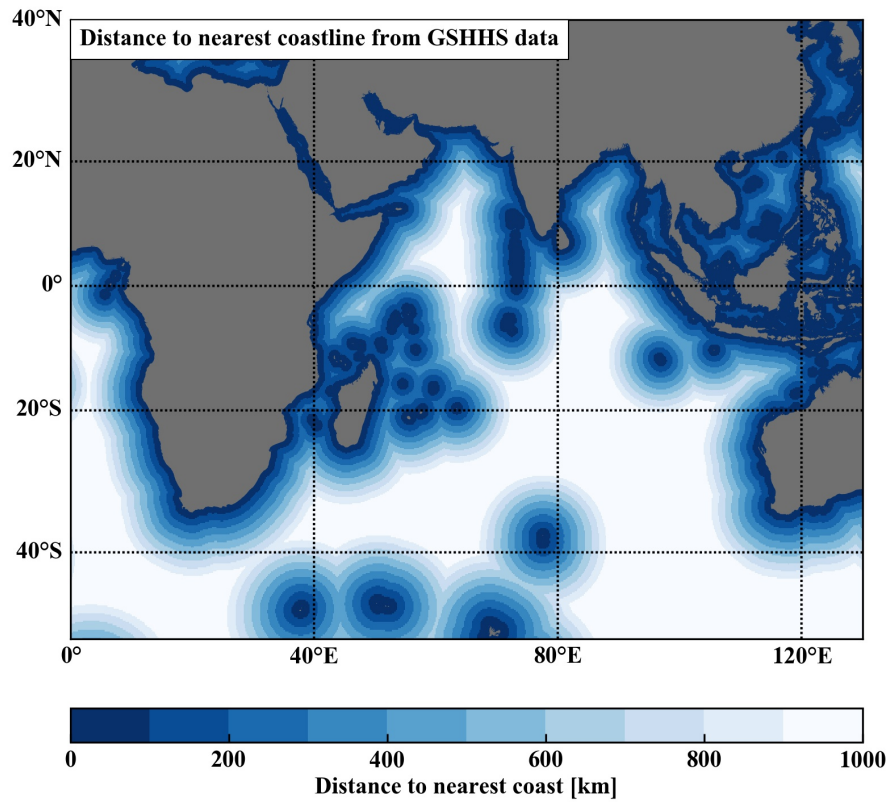 40°N
Distance to nearest coastline from GSHHS data
20°N
0°
20°S
40°S
0° 40°E 80°E 120°E
0 200 400 600 800 1000
Distance to nearest coast [km]